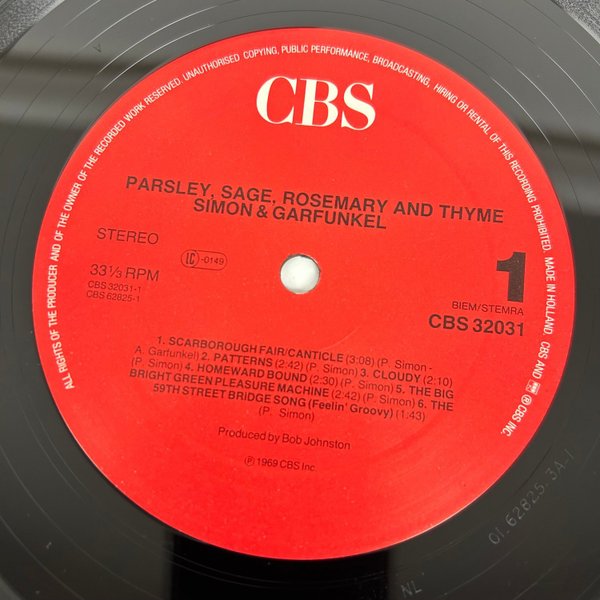 ALL RIGHTS OF THE PRODUCER AND OF THE OWNER OF THE RECORDED WORK RESERVED. UNAUTHORISED COPYING, PUBLIC PERFORMANCE, BROADCASTING, HIRING OR RENTAL OF THIS RECORDING PROHIBITED. MADE IN HOLLAND. CBS AND ℗ CBS INC.
CBS
PARSLEY, SAGE, ROSEMARY AND THYME
SIMON & GARFUNKEL
STEREO
LC-0149
33⅓ RPM
CBS 32031-1
CBS 62825-1
1
BIEM/STEMRA
CBS 32031
1. SCARBOROUGH FAIR/CANTICLE (3:08) (P. Simon -
A. Garfunkel) 2. PATTERNS (2:42) (P. Simon) 3. CLOUDY (2:10)
(P. Simon) 4. HOMEWARD BOUND (2:30) (P. Simon) 5. THE BIG
BRIGHT GREEN PLEASURE MACHINE (2:42) (P. Simon) 6. THE
59TH STREET BRIDGE SONG (Feelin' Groovy) (1:43)
(P. Simon)
Produced by Bob Johnston
℗ 1969 CBS Inc
01.62825.3A-1
NL